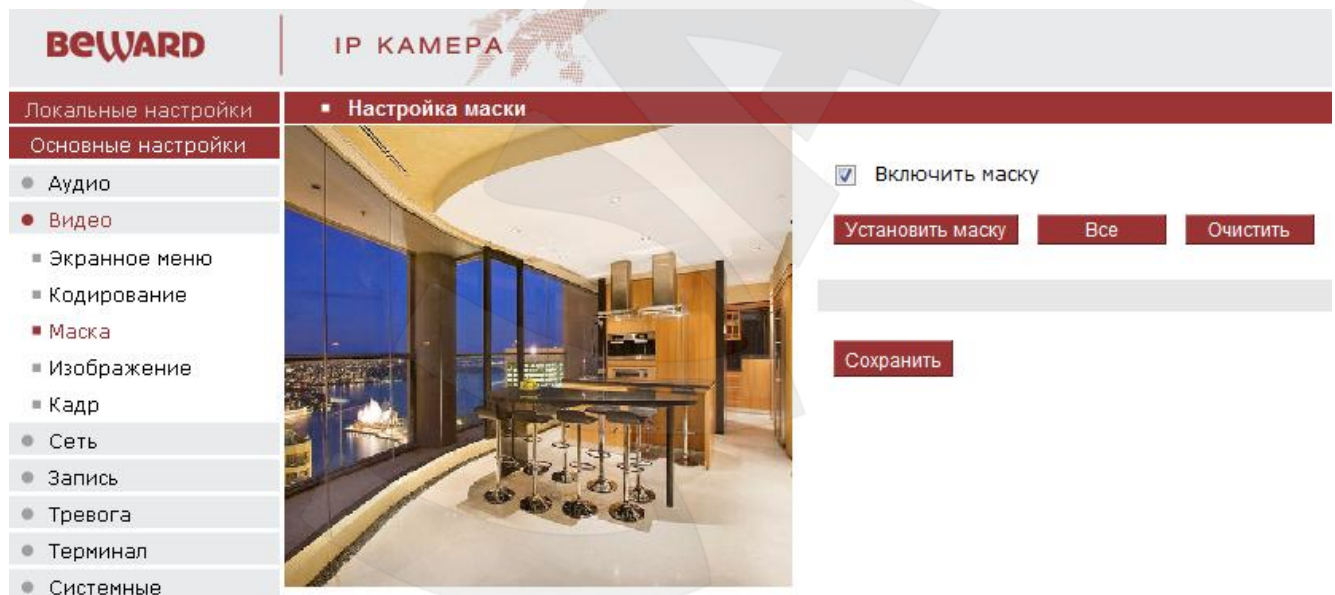 BEWARD
IP КАМЕРА
Локальные настройки
Настройка маски
Основные настройки
Аудио
Видео
Экранное меню
Кодирование
Маска
Изображение
Кадр
Сеть
Запись
Тревога
Терминал
Системные
Включить маску
Установить маску
Все
Очистить
Сохранить